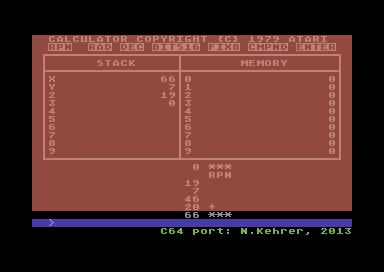 CALCULATOR COPYRIGHT (C) 1979 ATARI
RPN RAD DEC BITS16 FIX8 CMPND ENTER
STACK MEMORY
X 66 0 0
Y 7 1 0
2 19 2 0
3 0 3 0
4 4 0
5 5 0
6 6 0
7 7 0
8 8 0
9 9 0
0 ***
RPN
19
7
46
20 +
66 ***
>
C64 port: N.Kehrer, 2013